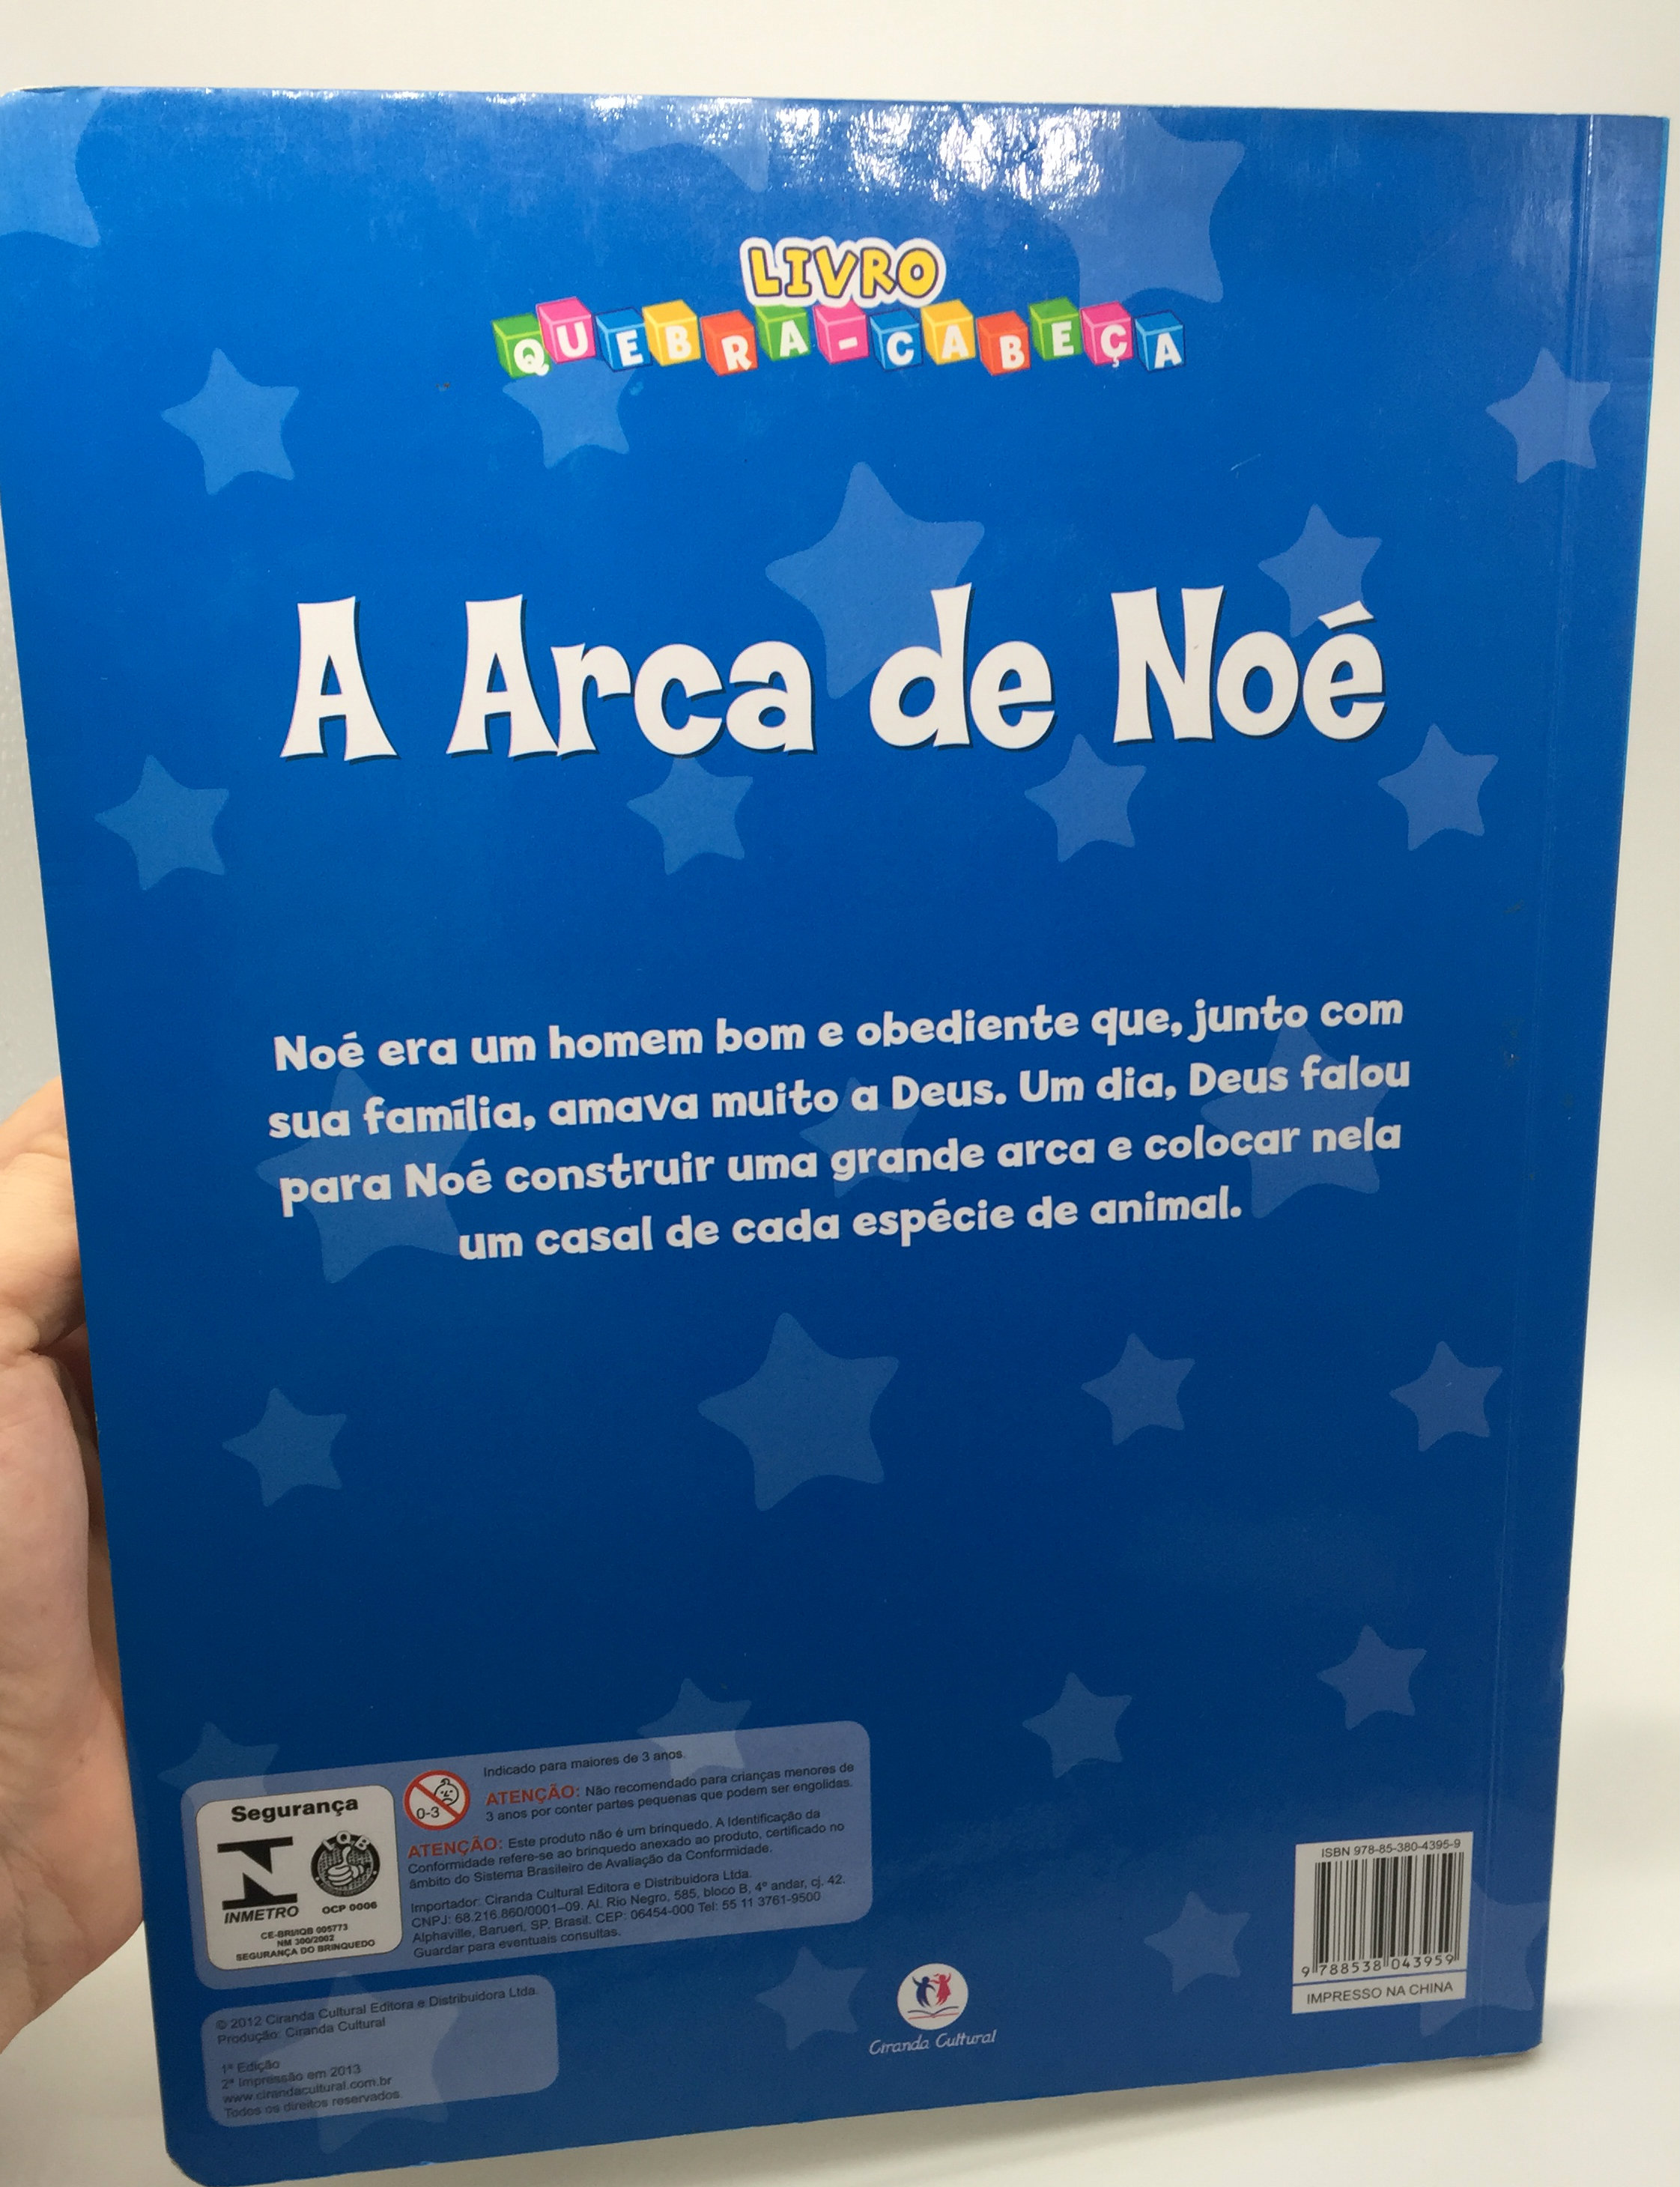 LIVRO
QUEBRA-CABEÇA
A Arca de Noé
Noé era um homem bom e obediente que, junto com
sua família, amava muito a Deus. Um dia, Deus falou
para Noé construir uma grande arca e colocar nela
um casal de cada espécie de animal.
Segurança
I.Q.B
INMETRO
OCP 0006
CE-BRI/IQB 005773
NM 300/2002
SEGURANÇA DO BRINQUEDO
0-3
Indicado para maiores de 3 anos.
ATENÇÃO: Não recomendado para crianças menores de
3 anos por conter partes pequenas que podem ser engolidas.
ATENÇÃO: Este produto não é um brinquedo. A Identificação da
Conformidade refere-se ao brinquedo anexado ao produto, certificado no
âmbito do Sistema Brasileiro de Avaliação da Conformidade.
Importador: Ciranda Cultural Editora e Distribuidora Ltda.
CNPJ: 68.216.860/0001-09. Al. Rio Negro, 585, bloco B, 4º andar, cj. 42.
Alphaville, Barueri, SP, Brasil. CEP: 06454-000 Tel: 55 11 3761-9500
Guardar para eventuais consultas.
© 2012 Ciranda Cultural Editora e Distribuidora Ltda.
Produção: Ciranda Cultural
1ª Edição
2ª Impressão em 2013
www.cirandacultural.com.br
Todos os direitos reservados.
Ciranda Cultural
ISBN 978-85-380-4395-9
9 788538 043959
IMPRESSO NA CHINA